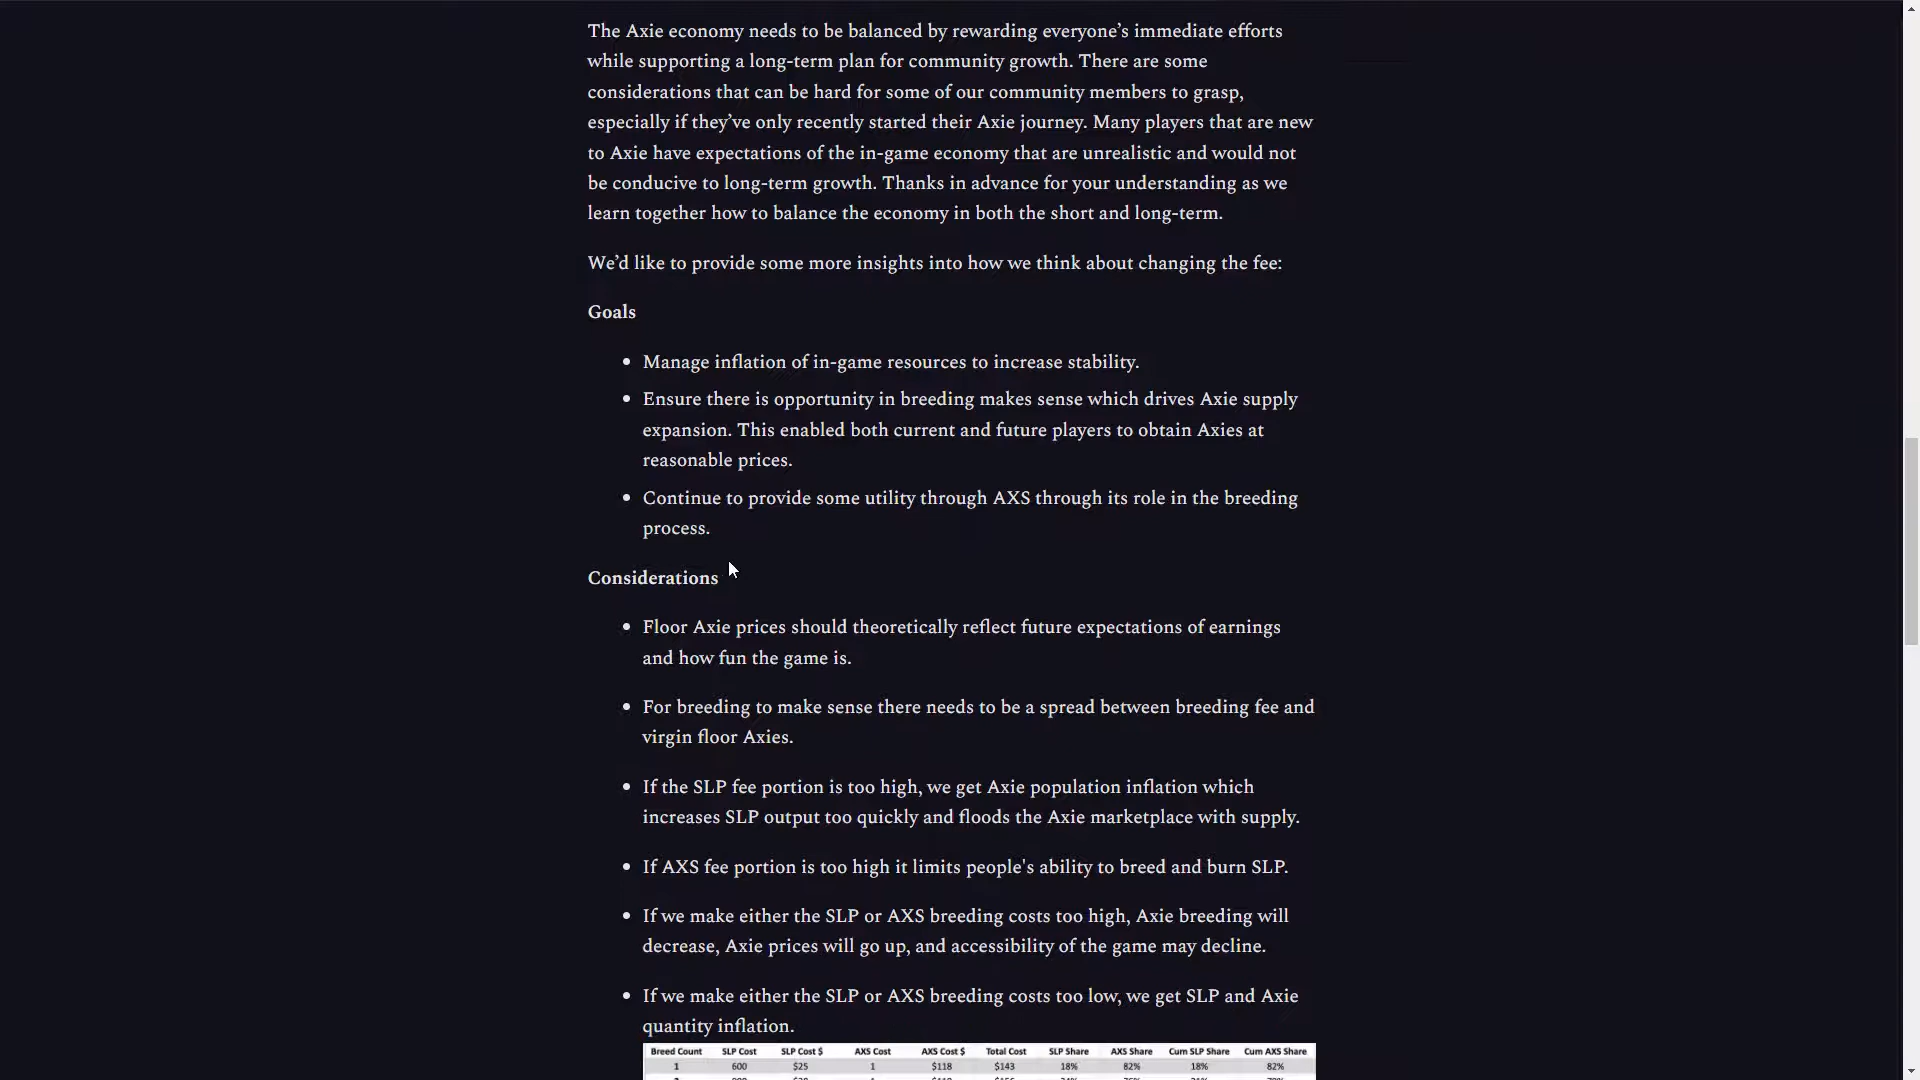 The Axie economy needs to be balanced by rewarding everyone’s immediate efforts
while supporting a long-term plan for community growth. There are some
considerations that can be hard for some of our community members to grasp,
especially if they’ve only recently started their Axie journey. Many players that are new
to Axie have expectations of the in-game economy that are unrealistic and would not
be conducive to long-term growth. Thanks in advance for your understanding as we
learn together how to balance the economy in both the short and long-term.
We’d like to provide some more insights into how we think about changing the fee:
Goals
• Manage inflation of in-game resources to increase stability.
• Ensure there is opportunity in breeding makes sense which drives Axie supply
expansion. This enabled both current and future players to obtain Axies at
reasonable prices.
• Continue to provide some utility through AXS through its role in the breeding
process.
Considerations
• Floor Axie prices should theoretically reflect future expectations of earnings
and how fun the game is.
• For breeding to make sense there needs to be a spread between breeding fee and
virgin floor Axies.
• If the SLP fee portion is too high, we get Axie population inflation which
increases SLP output too quickly and floods the Axie marketplace with supply.
• If AXS fee portion is too high it limits people's ability to breed and burn SLP.
• If we make either the SLP or AXS breeding costs too high, Axie breeding will
decrease, Axie prices will go up, and accessibility of the game may decline.
• If we make either the SLP or AXS breeding costs too low, we get SLP and Axie
quantity inflation.
Breed Count SLP Cost SLP Cost $ AXS Cost AXS Cost $ Total Cost SLP Share AXS Share Cum SLP Share Cum AXS Share
1 600 $25 1 $118 $143 18% 82% 18% 82%